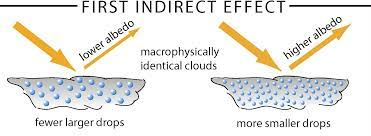 FIRST INDIRECT EFFECT
lower albedo
macrophysically
identical clouds
higher albedo
fewer larger drops
more smaller drops